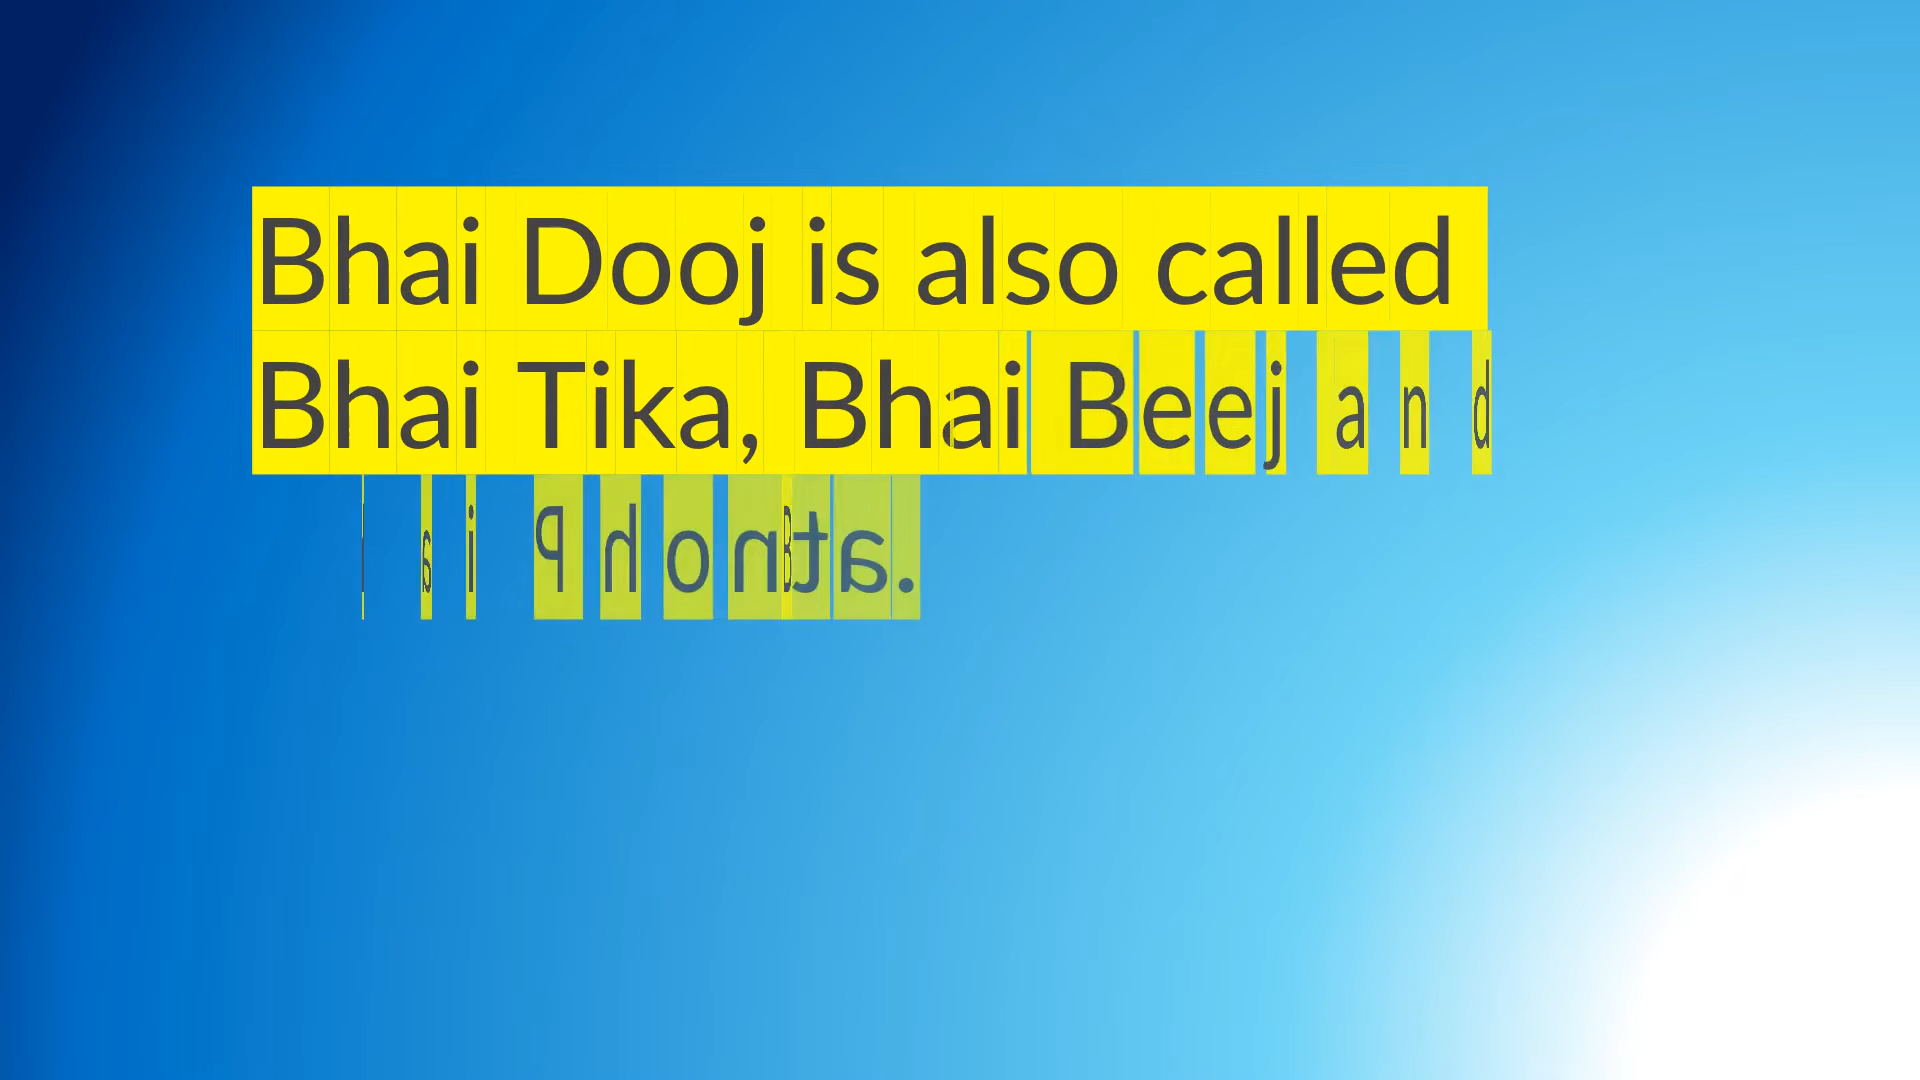 Bhai Dooj is also called
Bhai Tika, Bhai Beej and
Phonta.